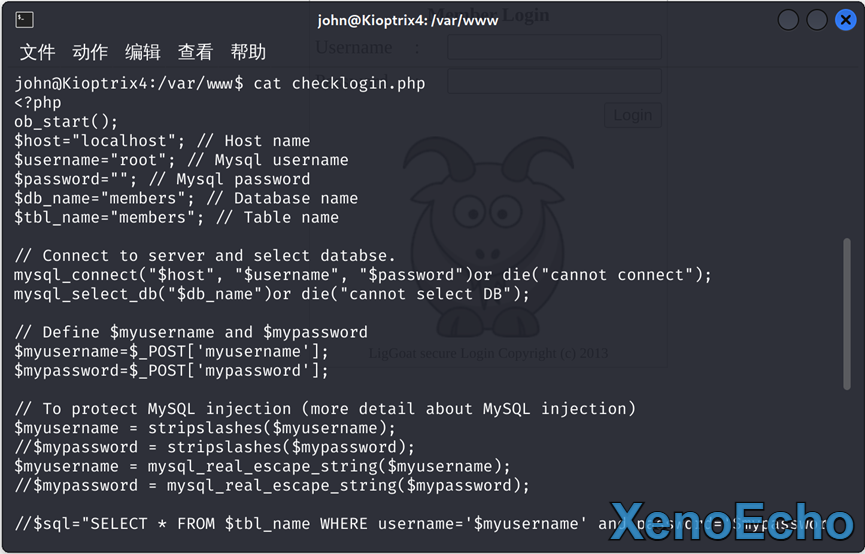 john@Kioptrix4: /var/www
文件 动作 编辑 查看 帮助
Member Login
Username :
Login
john@Kioptrix4:/var/www$ cat checklogin.php
<?php
ob_start();
$host="localhost"; // Host name
$username="root"; // Mysql username
$password=""; // Mysql password
$db_name="members"; // Database name
$tbl_name="members"; // Table name
// Connect to server and select databse.
mysql_connect("$host", "$username", "$password")or die("cannot connect");
mysql_select_db("$db_name")or die("cannot select DB");
// Define $myusername and $mypassword
$myusername=$_POST['myusername'];
$mypassword=$_POST['mypassword'];
LigGoat secure Login Copyright (c) 2013
// To protect MySQL injection (more detail about MySQL injection)
$myusername = stripslashes($myusername);
//$mypassword = stripslashes($mypassword);
$myusername = mysql_real_escape_string($myusername);
//$mypassword = mysql_real_escape_string($mypassword);
//$sql="SELECT * FROM $tbl_name WHERE username='$myusername' and password='$mypasswor
XenoEcho